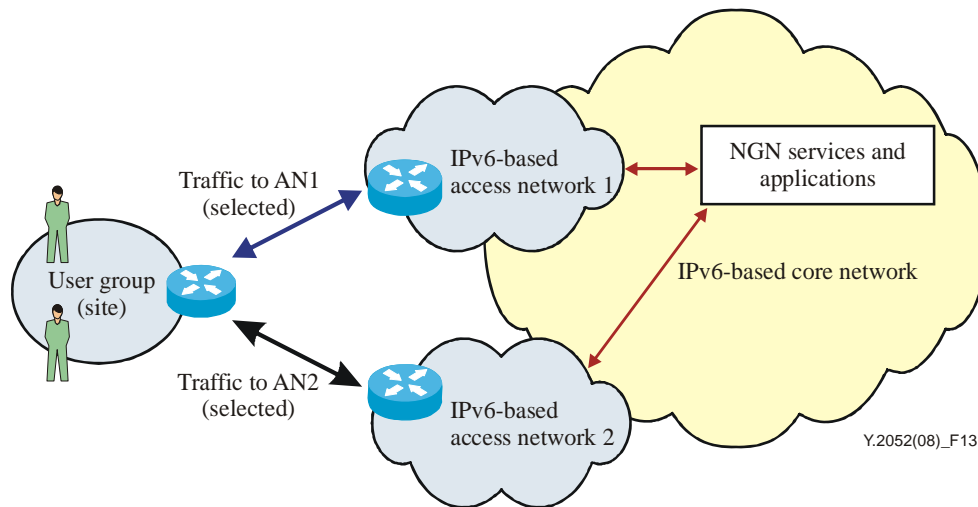 IPv6-based
access network 1
NGN services and
applications
Traffic to AN1
(selected)
User group
(site)
IPv6-based core network
Traffic to AN2
(selected)
IPv6-based
access network 2
Y.2052(08)_F13